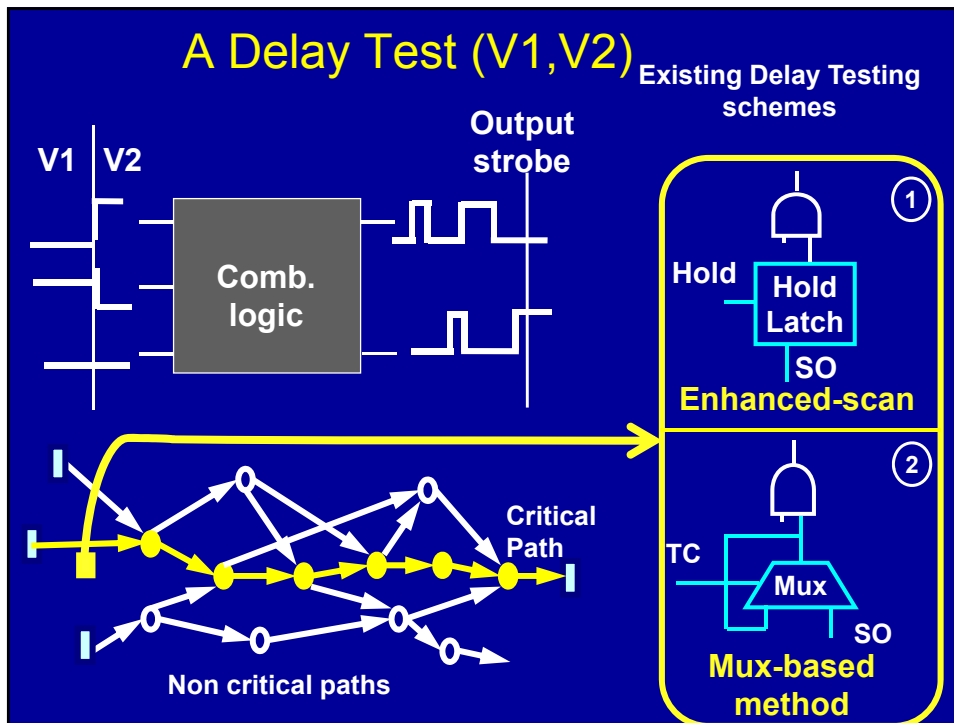 A Delay Test (V1,V2)
Existing Delay Testing
schemes
V1
V2
Output
strobe
Comb.
logic
1
Hold
Hold
Latch
SO
Enhanced-scan
2
TC
Mux
SO
Mux-based
method
Critical
Path
Non critical paths